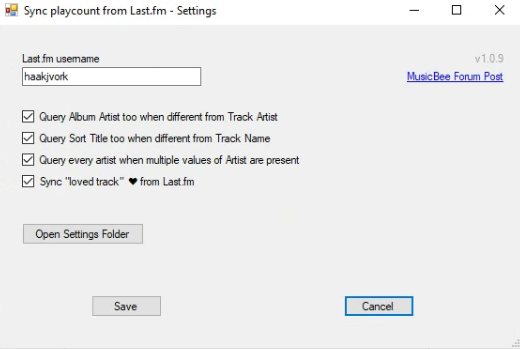 Sync playcount from Last.fm - Settings
Last.fm username
v1.0.9
haakjvork
MusicBee Forum Post
Query Album Artist too when different from Track Artist
Query Sort Title too when different from Track Name
Query every artist when multiple values of Artist are present
Sync "loved track" ❤ from Last.fm
Open Settings Folder
Save
Cancel